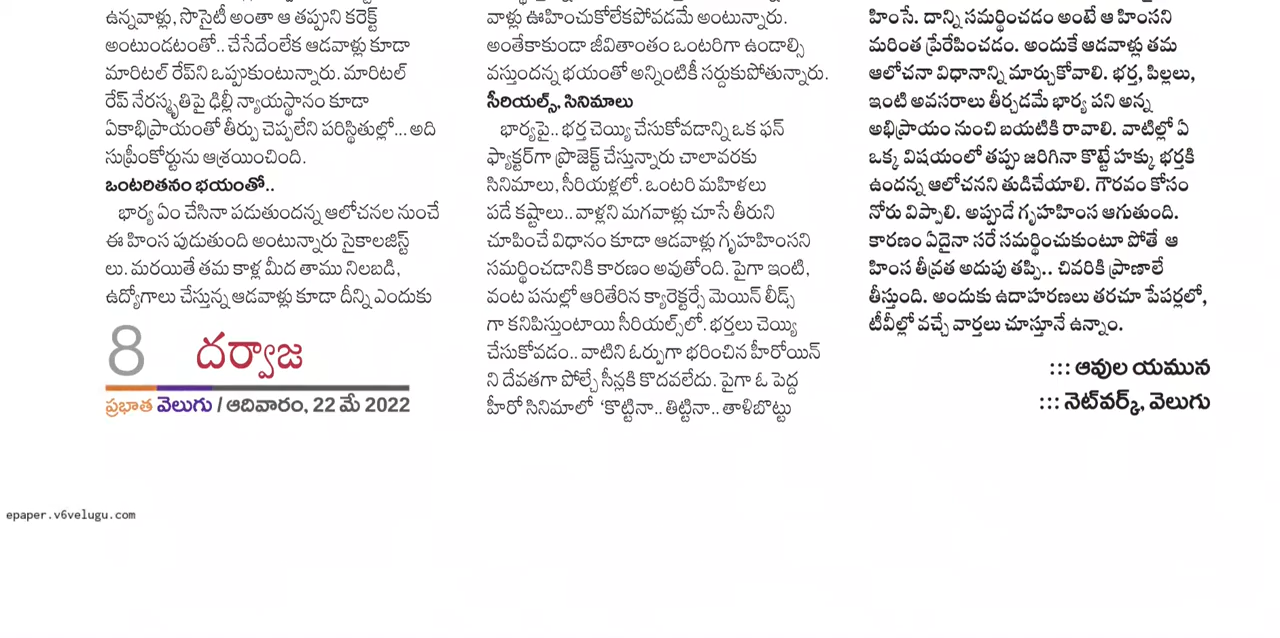 ఉన్నవాళ్లు, సొసైటీ అంతా ఆ తప్పుని కరెక్ట్
అంటుండటంతో.. చేసేదేంలేక ఆడవాళ్లు కూడా
మారిటల్ రేప్‌ని ఒప్పుకుంటున్నారు. మారిటల్
రేప్ నేరస్మృతిపై ఢిల్లీ న్యాయస్థానం కూడా
ఏకాభిప్రాయంతో తీర్పు చెప్పలేని పరిస్థితుల్లో... అది
సుప్రీంకోర్టును ఆశ్రయించింది.
ఒంటరితనం భయంతో..
భార్య ఏం చేసినా పడుతుందన్న ఆలోచనల నుంచే
ఈ హింస పుడుతుంది అంటున్నారు సైకాలజిస్ట్
లు. మరయితే తమ కాళ్ల మీద తాము నిలబడి,
ఉద్యోగాలు చేస్తున్న ఆడవాళ్లు కూడా దీన్ని ఎందుకు
8 దర్వాజ
ప్రభాత వెలుగు / ఆదివారం, 22 మే 2022
వాళ్లు ఊహించుకోలేకపోవడమే అంటున్నారు.
అంతేకాకుండా జీవితాంతం ఒంటరిగా ఉండాల్సి
వస్తుందన్న భయంతో అన్నింటికీ సర్దుకుపోతున్నారు.
సీరియల్స్, సినిమాలు
భార్యపై.. భర్త చెయ్యి చేసుకోవడాన్ని ఒక ఫన్
ఫ్యాక్టర్‌గా ప్రొజెక్ట్ చేస్తున్నారు చాలావరకు
సినిమాలు, సీరియళ్లలో. ఒంటరి మహిళలు
పడే కష్టాలు.. వాళ్లని మగవాళ్లు చూసే తీరుని
చూపించే విధానం కూడా ఆడవాళ్లు గృహహింసని
సమర్థించడానికి కారణం అవుతోంది. పైగా ఇంటి,
వంట పనుల్లో ఆరితేరిన క్యారెక్టర్సే మెయిన్ లీడ్స్
గా కనిపిస్తుంటాయి సీరియల్స్‌లో. భర్తలు చెయ్యి
చేసుకోవడం.. వాటిని ఓర్పుగా భరించిన హీరోయిన్
ని దేవతగా పోల్చే సీన్లకి కొదవలేదు. పైగా ఓ పెద్ద
హీరో సినిమాలో ‘కొట్టినా.. తిట్టినా.. తాళిబొట్టు
హింసే. దాన్ని సమర్థించడం అంటే ఆ హింసని
మరింత ప్రేరేపించడం. అందుకే ఆడవాళ్లు తమ
ఆలోచనా విధానాన్ని మార్చుకోవాలి. భర్త, పిల్లలు,
ఇంటి అవసరాలు తీర్చడమే భార్య పని అన్న
అభిప్రాయం నుంచి బయటికి రావాలి. వాటిల్లో ఏ
ఒక్క విషయంలో తప్పు జరిగినా కొట్టే హక్కు భర్తకి
ఉందన్న ఆలోచనని తుడిచేయాలి. గౌరవం కోసం
నోరు విప్పాలి. అప్పుడే గృహహింస ఆగుతుంది.
కారణం ఏదైనా సరే సమర్థించుకుంటూ పోతే ఆ
హింస తీవ్రత అదుపు తప్పి.. చివరికి ప్రాణాలే
తీస్తుంది. అందుకు ఉదాహరణలు తరచూ పేపర్లలో,
టీవీల్లో వచ్చే వార్తలు చూస్తూనే ఉన్నాం.
::: ఆవుల యమున
::: నెట్‌వర్క్, వెలుగు
epaper.v6velugu.com